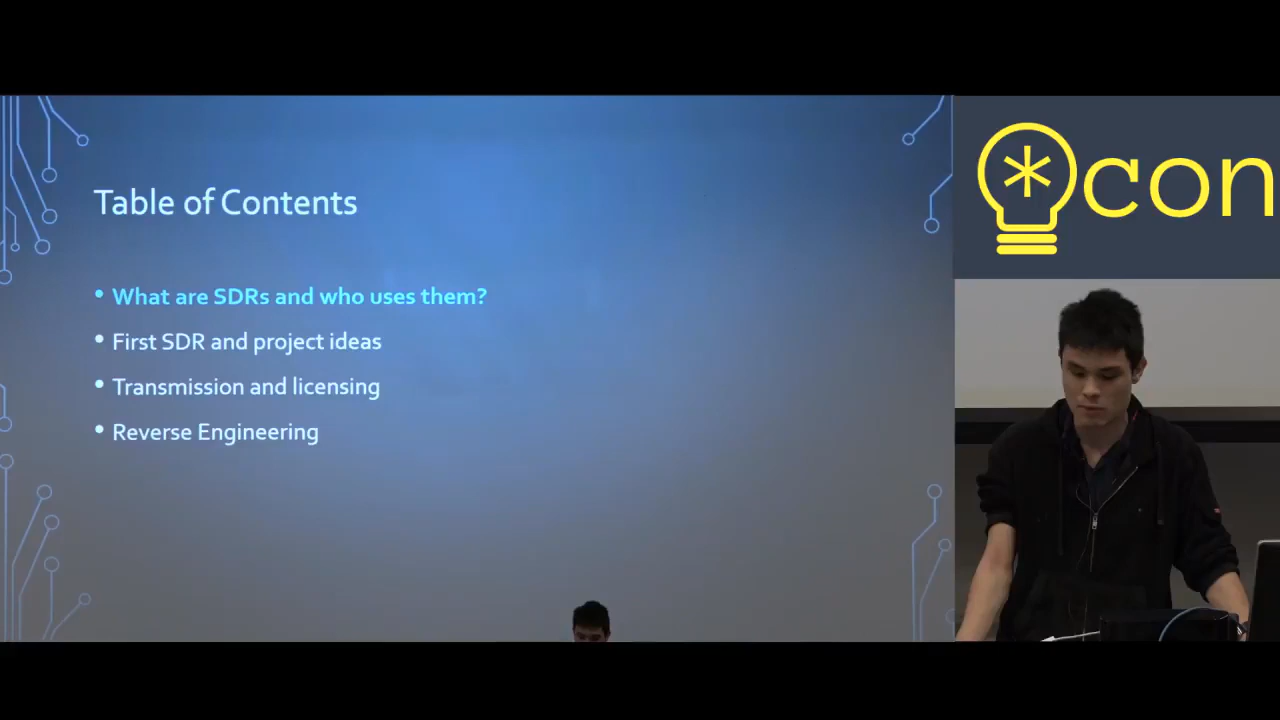 Table of Contents
• What are SDRs and who uses them?
• First SDR and project ideas
• Transmission and licensing
• Reverse Engineering
*con